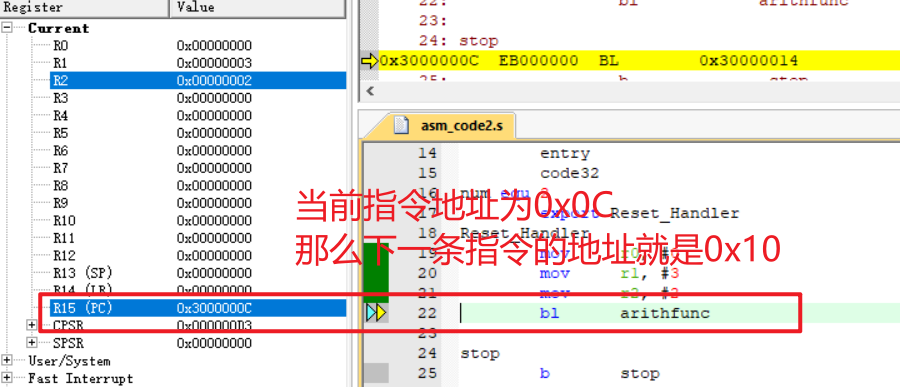 Register Value
Current
R0 0x00000000
R1 0x00000003
R2 0x00000002
R3 0x00000000
R4 0x00000000
R5 0x00000000
R6 0x00000000
R7 0x00000000
R8 0x00000000
R9 0x00000000
R10 0x00000000
R11 0x00000000
R12 0x00000000
R13 (SP) 0x00000000
R14 (LR) 0x00000000
R15 (PC) 0x3000000C
CPSR 0x000000D3
SPSR 0x00000000
User/System
Fast Interrupt
22: bl arithfunc
23:
24: stop
0x3000000C EB000000 BL 0x30000014
25: b stop
asm_code2.s
14 entry
15 code32
16 num equ 2
17 export Reset_Handler
18 Reset_Handler
19 mov r0, #0
20 mov r1, #3
21 mov r2, #2
22 bl arithfunc
23
24 stop
25 b stop
当前指令地址为0x0C
那么下一条指令的地址就是0x10